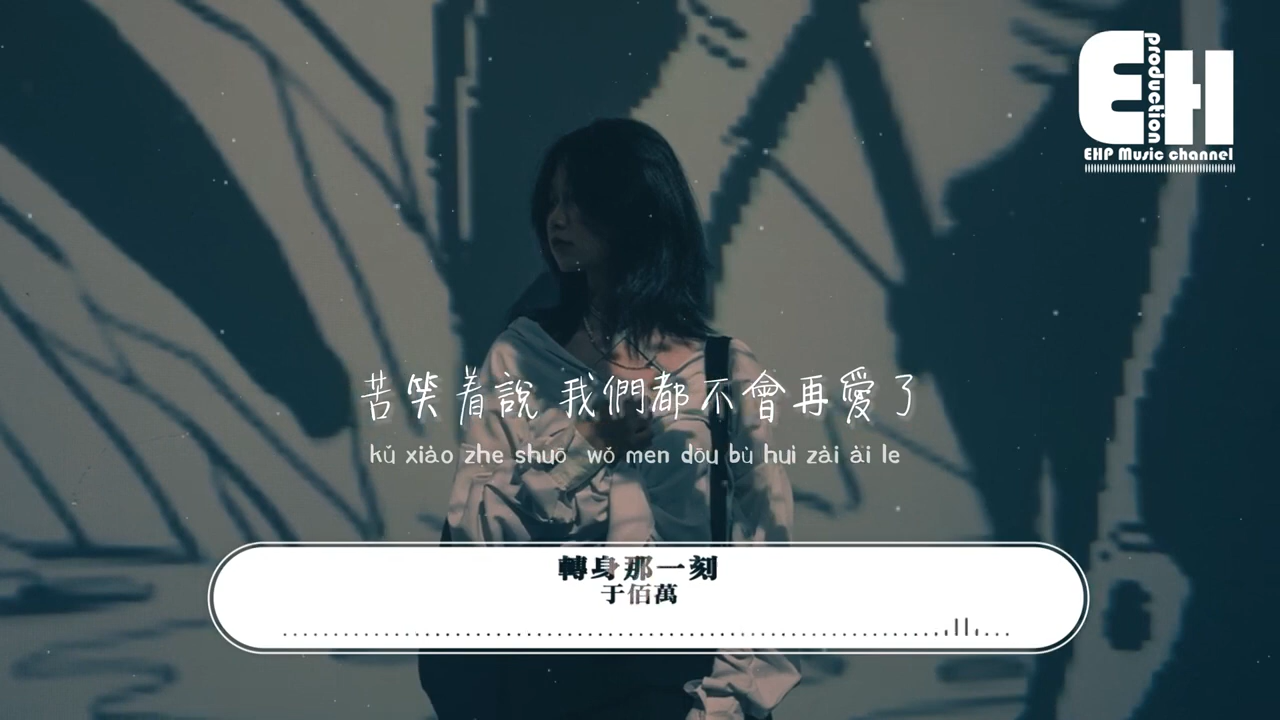 EH
production
EHP Music channel
苦笑着說 我們都不會再愛了
kǔ xiào zhe shuō wǒ men dōu bù huì zài ài le
轉身那一刻
于佰萬